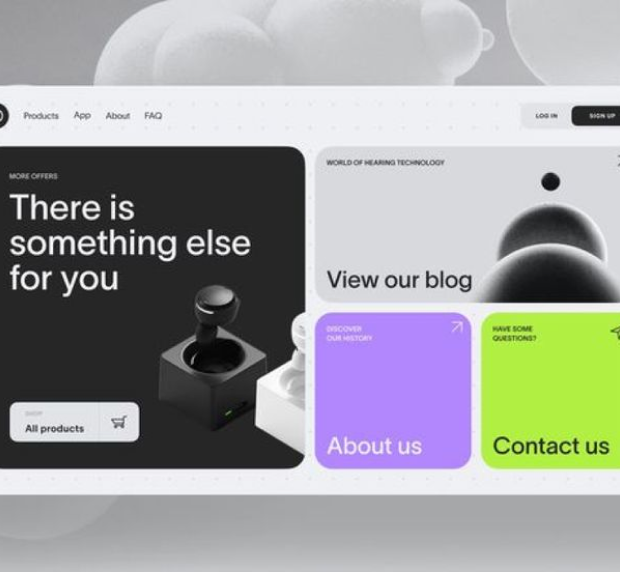 Products App About FAQ
LOG IN
SIGN UP
MORE OFFERS
There is
something else
for you
SHOP
All products
WORLD OF HEARING TECHNOLOGY
View our blog
DISCOVER
OUR HISTORY
About us
HAVE SOME
QUESTIONS?
Contact us